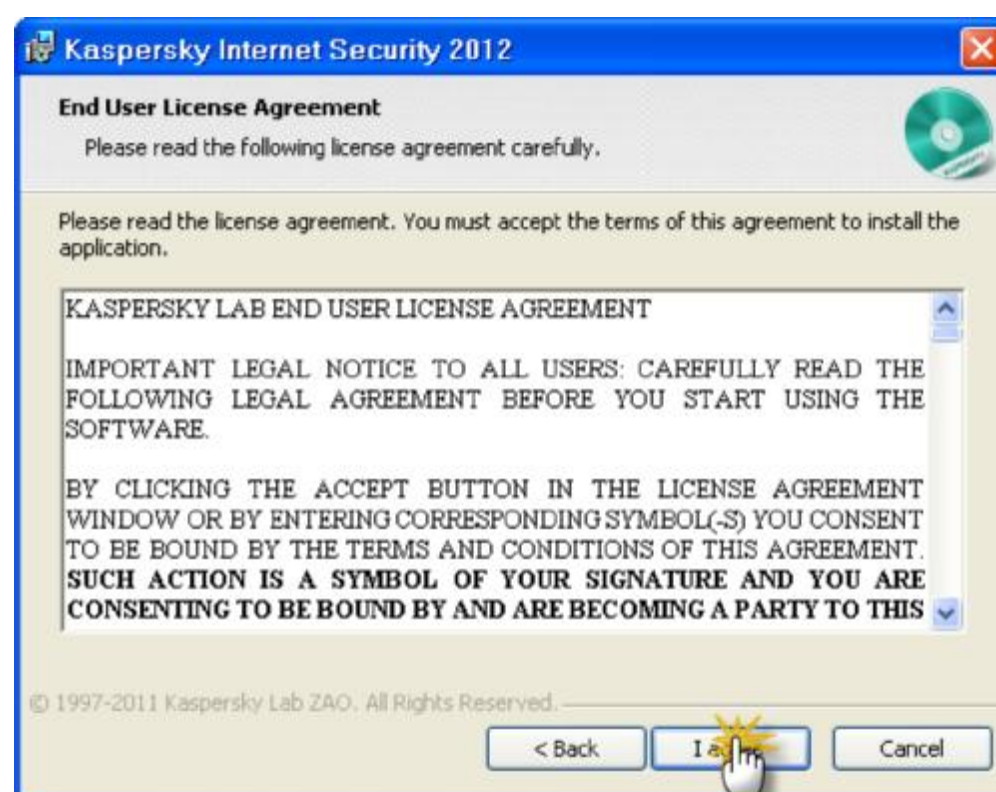 Kaspersky Internet Security 2012
End User License Agreement
Please read the following license agreement carefully.
Please read the license agreement. You must accept the terms of this agreement to install the
application.
KASPERSKY LAB END USER LICENSE AGREEMENT
IMPORTANT LEGAL NOTICE TO ALL USERS: CAREFULLY READ THE
FOLLOWING LEGAL AGREEMENT BEFORE YOU START USING THE
SOFTWARE.
BY CLICKING THE ACCEPT BUTTON IN THE LICENSE AGREEMENT
WINDOW OR BY ENTERING CORRESPONDING SYMBOL(-S) YOU CONSENT
TO BE BOUND BY THE TERMS AND CONDITIONS OF THIS AGREEMENT.
SUCH ACTION IS A SYMBOL OF YOUR SIGNATURE AND YOU ARE
CONSENTING TO BE BOUND BY AND ARE BECOMING A PARTY TO THIS
© 1997-2011 Kaspersky Lab ZAO. All Rights Reserved.
< Back
I
Cancel